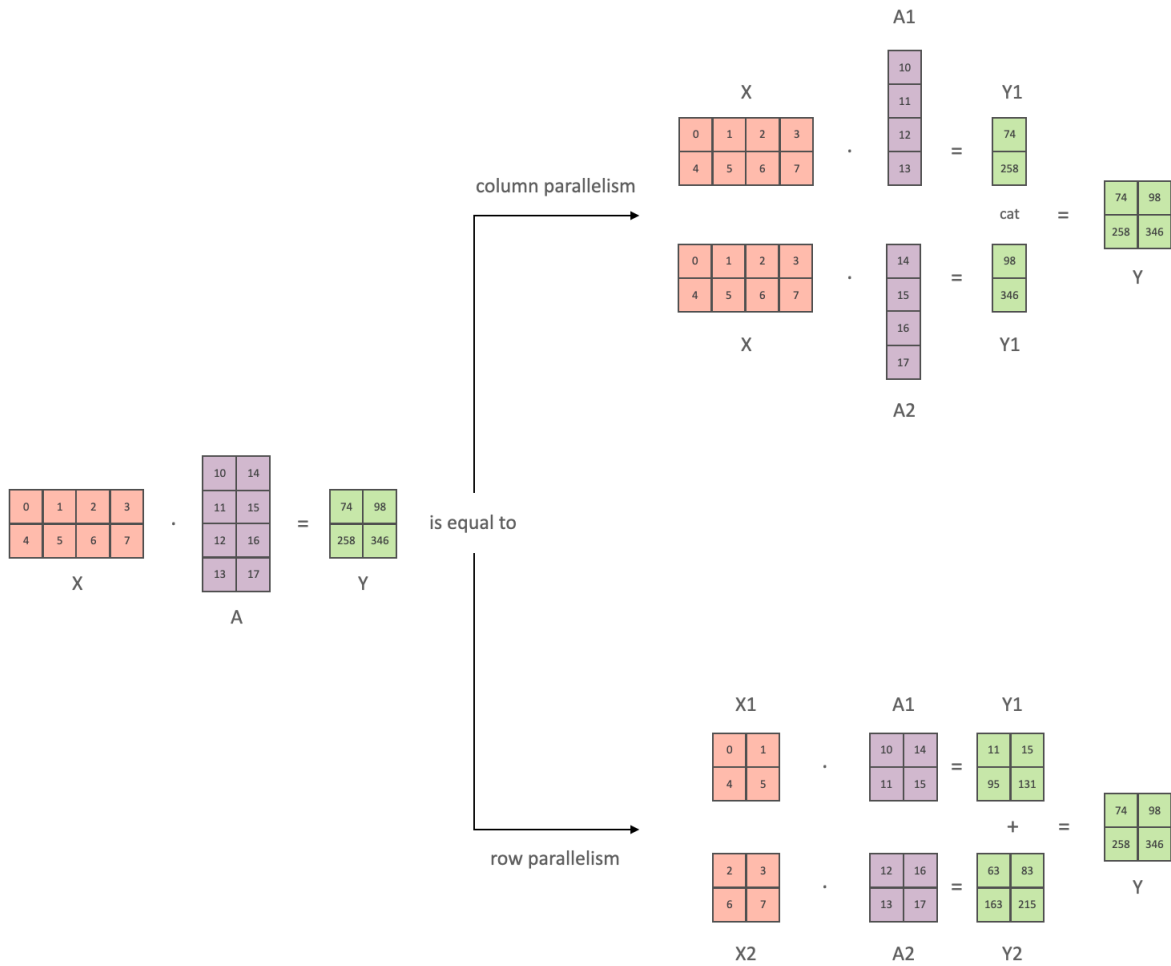 A1
10
11
12
13
X
0 1 2 3
4 5 6 7
·
=
Y1
74
258
column parallelism
cat
=
74 98
258 346
Y
0 1 2 3
4 5 6 7
X
·
14
15
16
17
A2
=
98
346
Y1
0 1 2 3
4 5 6 7
X
·
10 14
11 15
12 16
13 17
A
=
74 98
258 346
Y
is equal to
row parallelism
X1
0 1
4 5
·
A1
10 14
11 15
=
Y1
11 15
95 131
+
=
74 98
258 346
Y
2 3
6 7
X2
·
12 16
13 17
A2
=
63 83
163 215
Y2